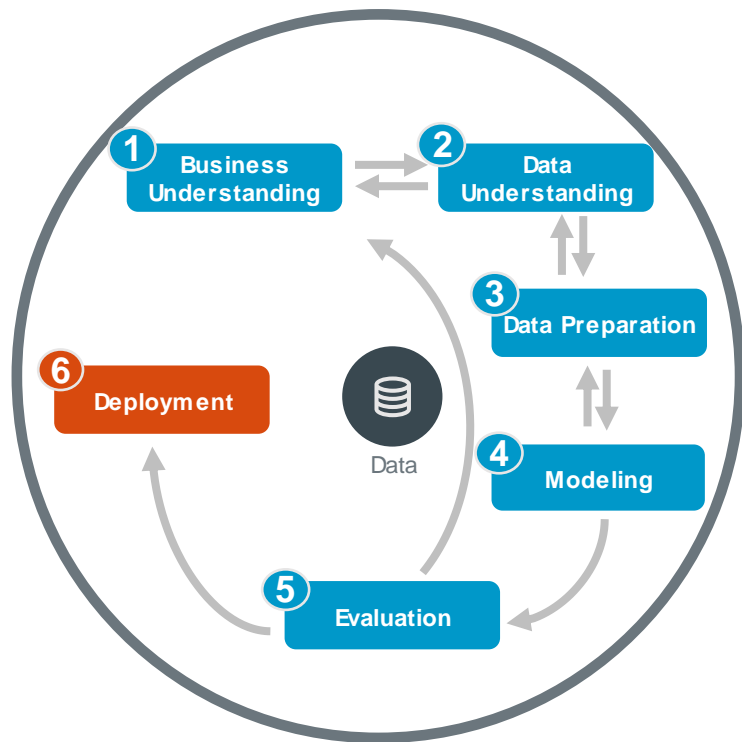 1
Business
Understanding
2
Data
Understanding
3
Data Preparation
4
Modeling
5
Evaluation
6
Deployment
Data